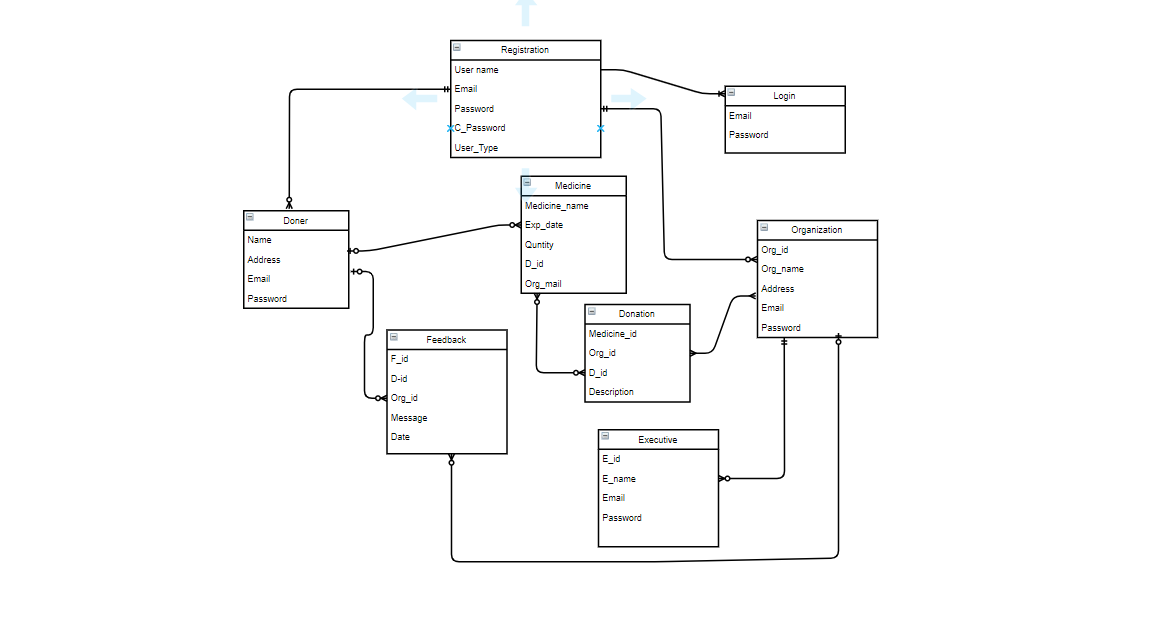 Registration
User name
Email
Password
C_Password
User_Type
Login
Email
Password
Medicine
Medicine_name
Exp_date
Quntity
D_id
Org_mail
Doner
Name
Address
Email
Password
Organization
Org_id
Org_name
Address
Email
Password
Donation
Medicine_id
Org_id
D_id
Description
Feedback
F_id
D-id
Org_id
Message
Date
Executive
E_id
E_name
Email
Password